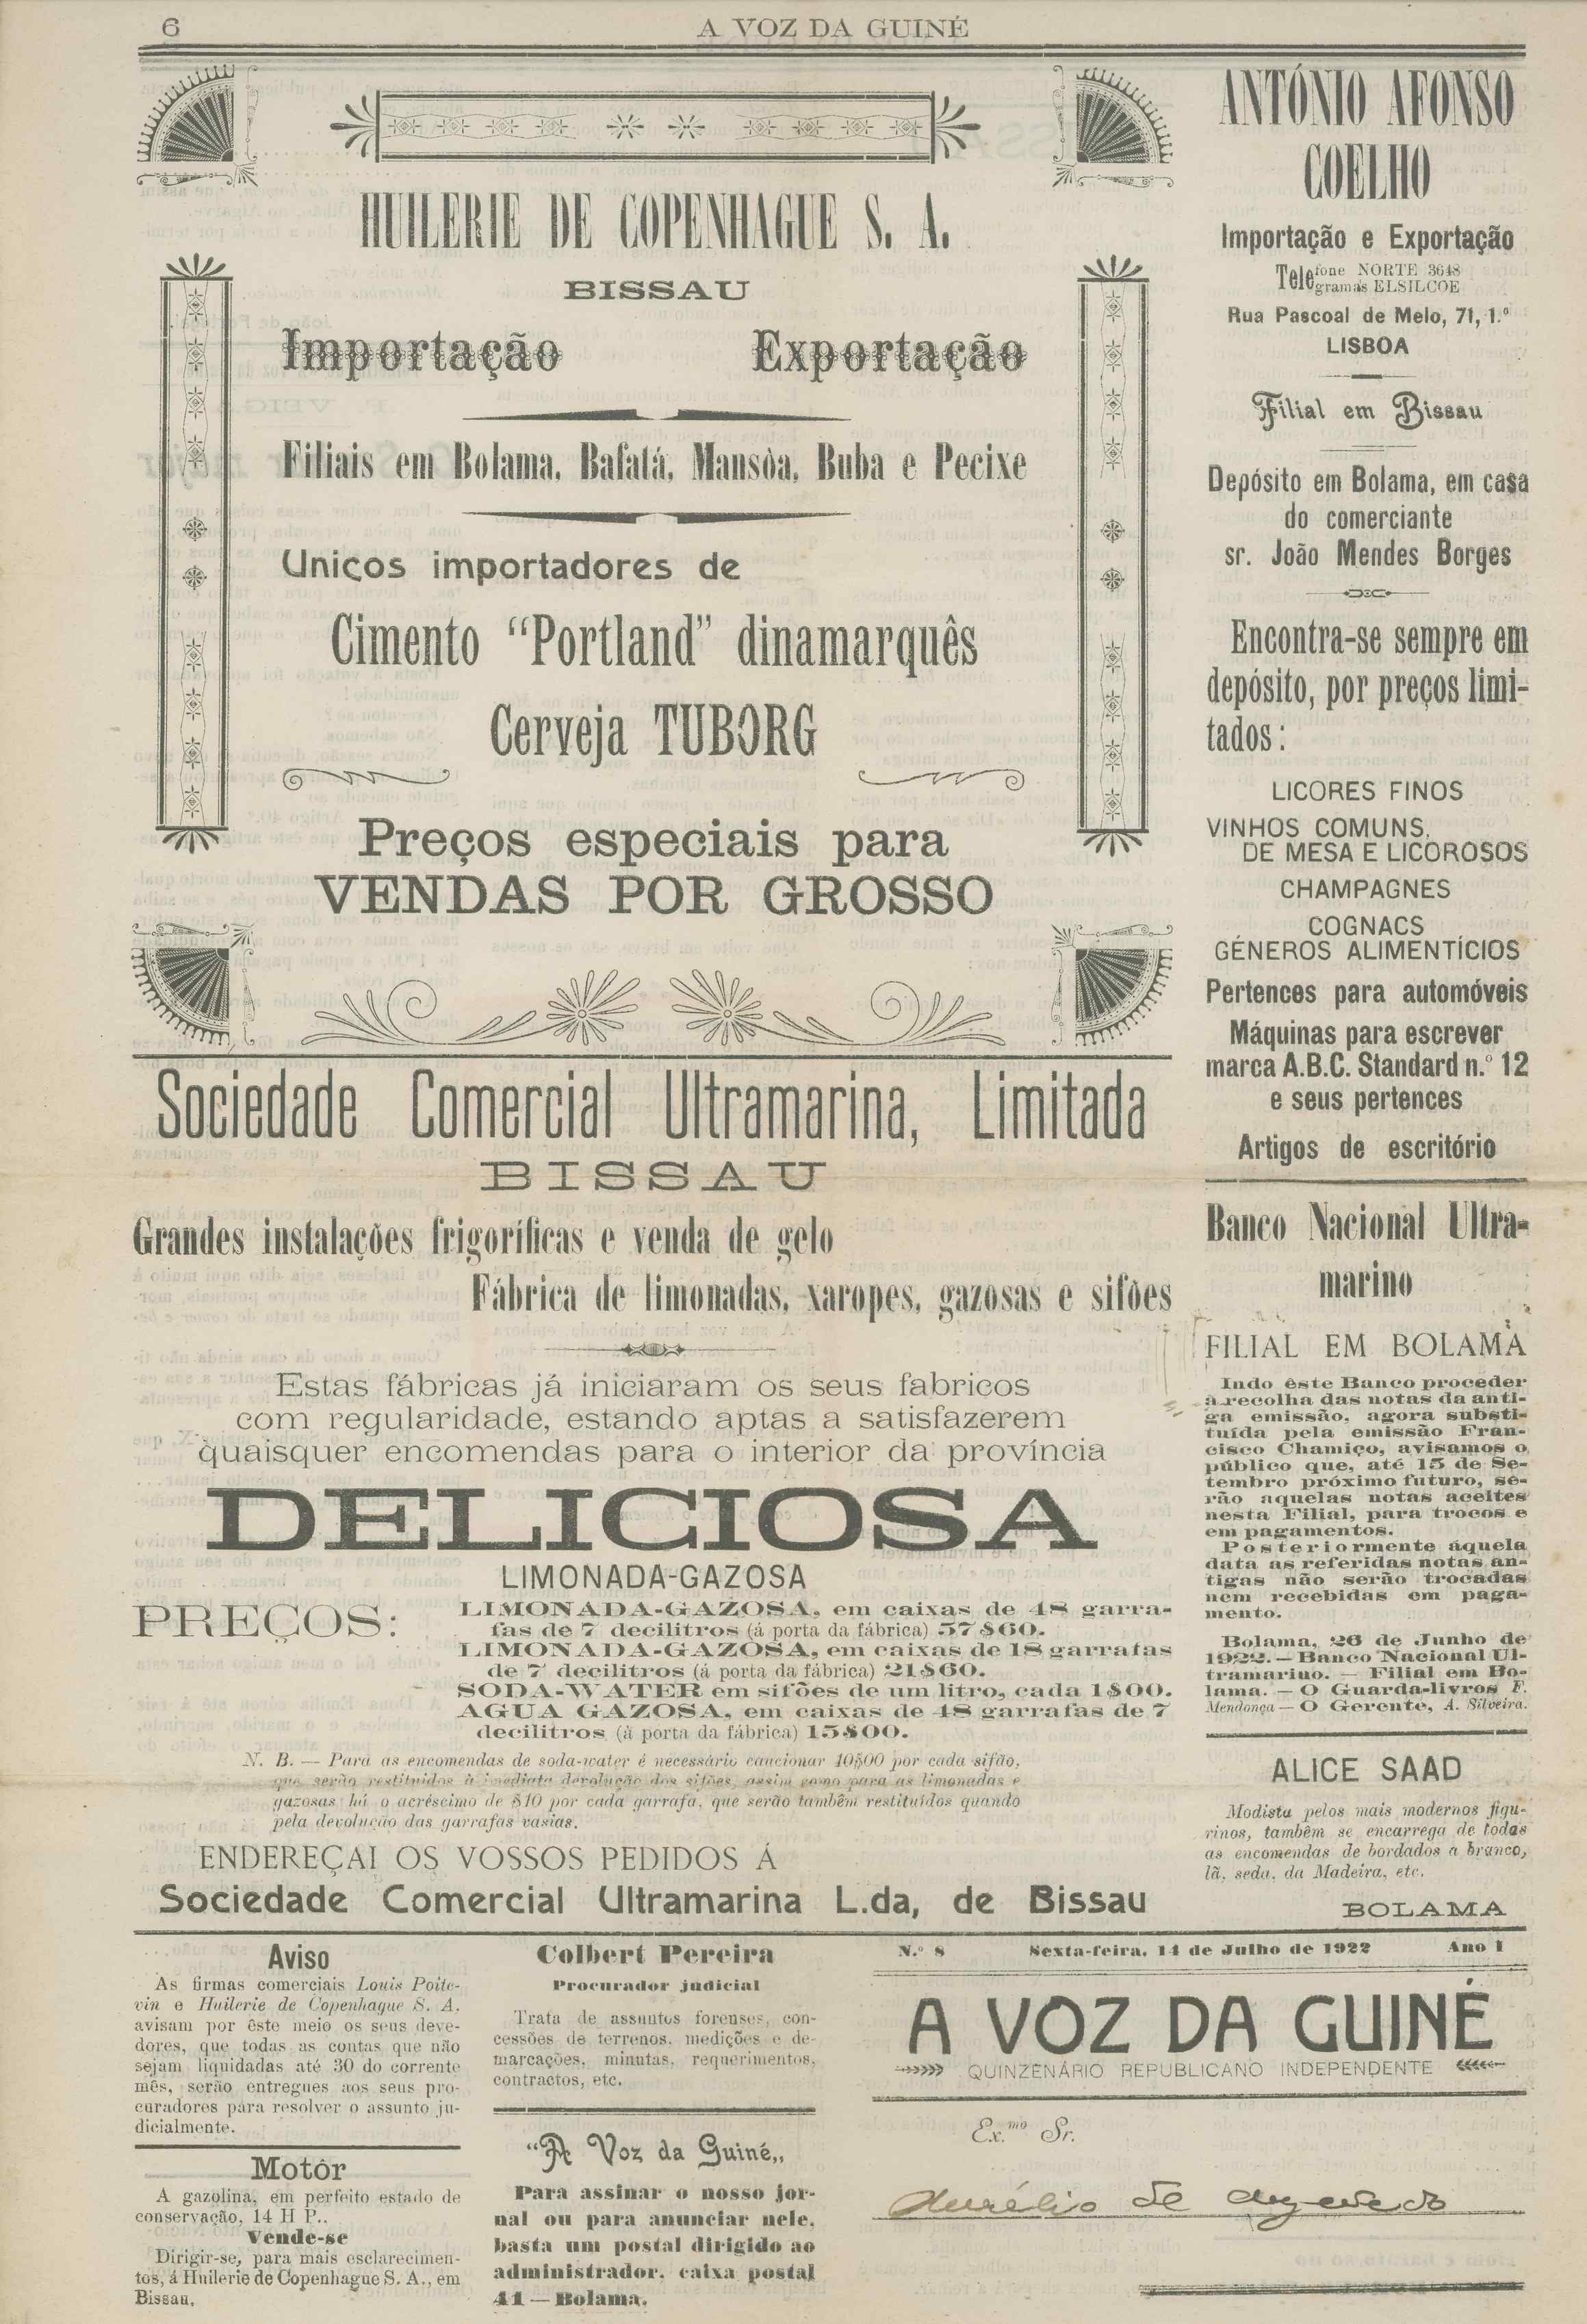 6
A VOZ DA GUINÉ
HUILERIE DE COPENHAGUE S. A.
BISSAU
Importação Exportação
Filiais em Bolama, Bafatá, Mansôa, Buba e Pecixe
Unicos importadores de
Cimento "Portland" dinamarquês
Cerveja TUBORG
Preços especiais para
VENDAS POR GROSSO
Sociedade Comercial Ultramarina, Limitada
BISSAU
Grandes instalações frigoríficas e venda de gelo
Fábrica de limonadas, xaropes, gazosas e sifões
Estas fábricas já iniciaram os seus fabricos
com regularidade, estando aptas a satisfazerem
quaisquer encomendas para o interior da província
DELICIOSA
LIMONADA-GAZOSA
PREÇOS:
LIMONADA-GAZOSA, em caixas de 48 garra-
fas de 7 decilitros (á porta da fábrica) 57$60.
LIMONADA-GAZOSA, em caixas de 18 garrafas
de 7 decilitros (á porta da fábrica) 21$60.
SODA-WATER em sifões de um litro, cada 1$00.
AGUA GAZOSA, em caixas de 48 garrafas de 7
decilitros (à porta da fábrica) 15$00.
N. B. — Para as encomendas de soda-water é necessário caucionar 10$00 por cada sifão,
que serão restituidos à imediata devolução dos sifões, assim como para as limonadas e
gazosas há o acréscimo de $10 por cada garrafa, que serão também restituídos quando
pela devolução das garrafas vasias.
ENDEREÇAI OS VOSSOS PEDIDOS Á
Sociedade Comercial Ultramarina L.da, de Bissau
ANTÓNIO AFONSO
COELHO
Importação e Exportação
Telefone NORTE 3648
Telegramas ELSILCOE
Rua Pascoal de Melo, 71, 1.º
LISBOA
Filial em Bissau
Depósito em Bolama, em casa
do comerciante
sr. João Mendes Borges
Encontra-se sempre em
depósito, por preços limi-
tados:
LICORES FINOS
VINHOS COMUNS,
DE MESA E LICOROSOS
CHAMPAGNES
COGNACS
GÉNEROS ALIMENTÍCIOS
Pertences para automóveis
Máquinas para escrever
marca A.B.C. Standard n.º 12
e seus pertences
Artigos de escritório
Banco Nacional Ultra-
marino
FILIAL EM BOLAMA
Indo êste Banco proceder
à recolha das notas da anti-
ga emissão, agora substi-
tuída pela emissão Fran-
cisco Chamiço, avisamos o
público que, até 15 de Se-
tembro próximo futuro, se-
rão aquelas notas aceites
nesta Filial, para trocos e
em pagamentos.
Posteriormente áquela
data as referidas notas an-
tigas não serão trocadas
nem recebidas em paga-
mento.
Bolama, 26 de Junho de
1922. — Banco Nacional Ul-
tramarino. — Filial em Bo-
lama. — O Guarda-livros F.
Mendonça — O Gerente, A. Silveira.
ALICE SAAD
Modista pelos mais modernos figu-
rinos, também se encarrega de todas
as encomendas de bordados a branco,
lã, seda, da Madeira, etc.
BOLAMA
Aviso
As firmas comerciais Louis Poite-
vin e Huilerie de Copenhague S. A.
avisam por êste meio os seus deve-
dores, que todas as contas que não
sejam liquidadas até 30 do corrente
mês, serão entregues aos seus pro-
curadores para resolver o assunto ju-
dicialmente.
Motôr
A gazolina, em perfeito estado de
conservação, 14 H P..
Vende-se
Dirigir-se, para mais esclarecimen-
tos, á Huilerie de Copenhague S. A., em
Bissau.
Colbert Pereira
Procurador judicial
Trata de assuntos forenses, con-
cessões de terrenos, medições e de-
marcações, minutas, requerimentos,
contractos, etc.
"A Voz da Guiné,,
Para assinar o nosso jor-
nal ou para anunciar nele,
basta um postal dirigido ao
administrador, caixa postal
41 — Bolama.
N.º 8 Sexta-feira, 14 de Julho de 1922 Ano I
A VOZ DA GUINÉ
QUINZENÁRIO REPUBLICANO INDEPENDENTE
Ex.mo Sr.
Aurélio de Azevedo